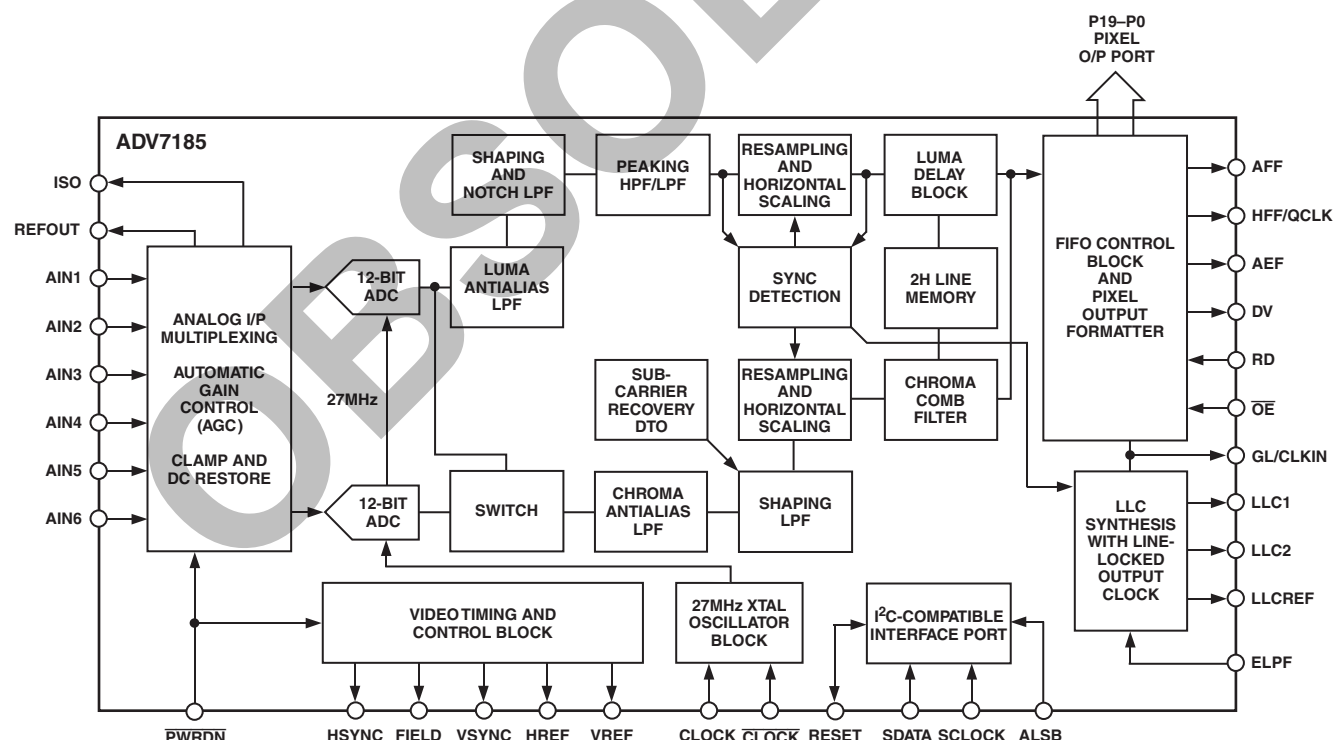 P19–P0
PIXEL
O/P PORT
ADV7185
ISO
REFOUT
AIN1
AIN2
AIN3
AIN4
AIN5
AIN6
ANALOG I/P
MULTIPLEXING
AUTOMATIC
GAIN
CONTROL
(AGC)
CLAMP AND
DC RESTORE
12-BIT
ADC
27MHz
12-BIT
ADC
SHAPING
AND
NOTCH LPF
LUMA
ANTIALIAS
LPF
PEAKING
HPF/LPF
RESAMPLING
AND
HORIZONTAL
SCALING
LUMA
DELAY
BLOCK
SYNC
DETECTION
2H LINE
MEMORY
SUB-
CARRIER
RECOVERY
DTO
RESAMPLING
AND
HORIZONTAL
SCALING
CHROMA
COMB
FILTER
SWITCH
CHROMA
ANTIALIAS
LPF
SHAPING
LPF
FIFO CONTROL
BLOCK
AND
PIXEL
OUTPUT
FORMATTER
LLC
SYNTHESIS
WITH LINE-
LOCKED
OUTPUT
CLOCK
AFF
HFF/QCLK
AEF
DV
RD
OE
GL/CLKIN
LLC1
LLC2
LLCREF
ELPF
VIDEO TIMING AND
CONTROL BLOCK
27MHz XTAL
OSCILLATOR
BLOCK
I²C-COMPATIBLE
INTERFACE PORT
PWRDN
HSYNC FIELD VSYNC HREF VREF CLOCK CLOCK RESET SDATA SCLOCK ALSB